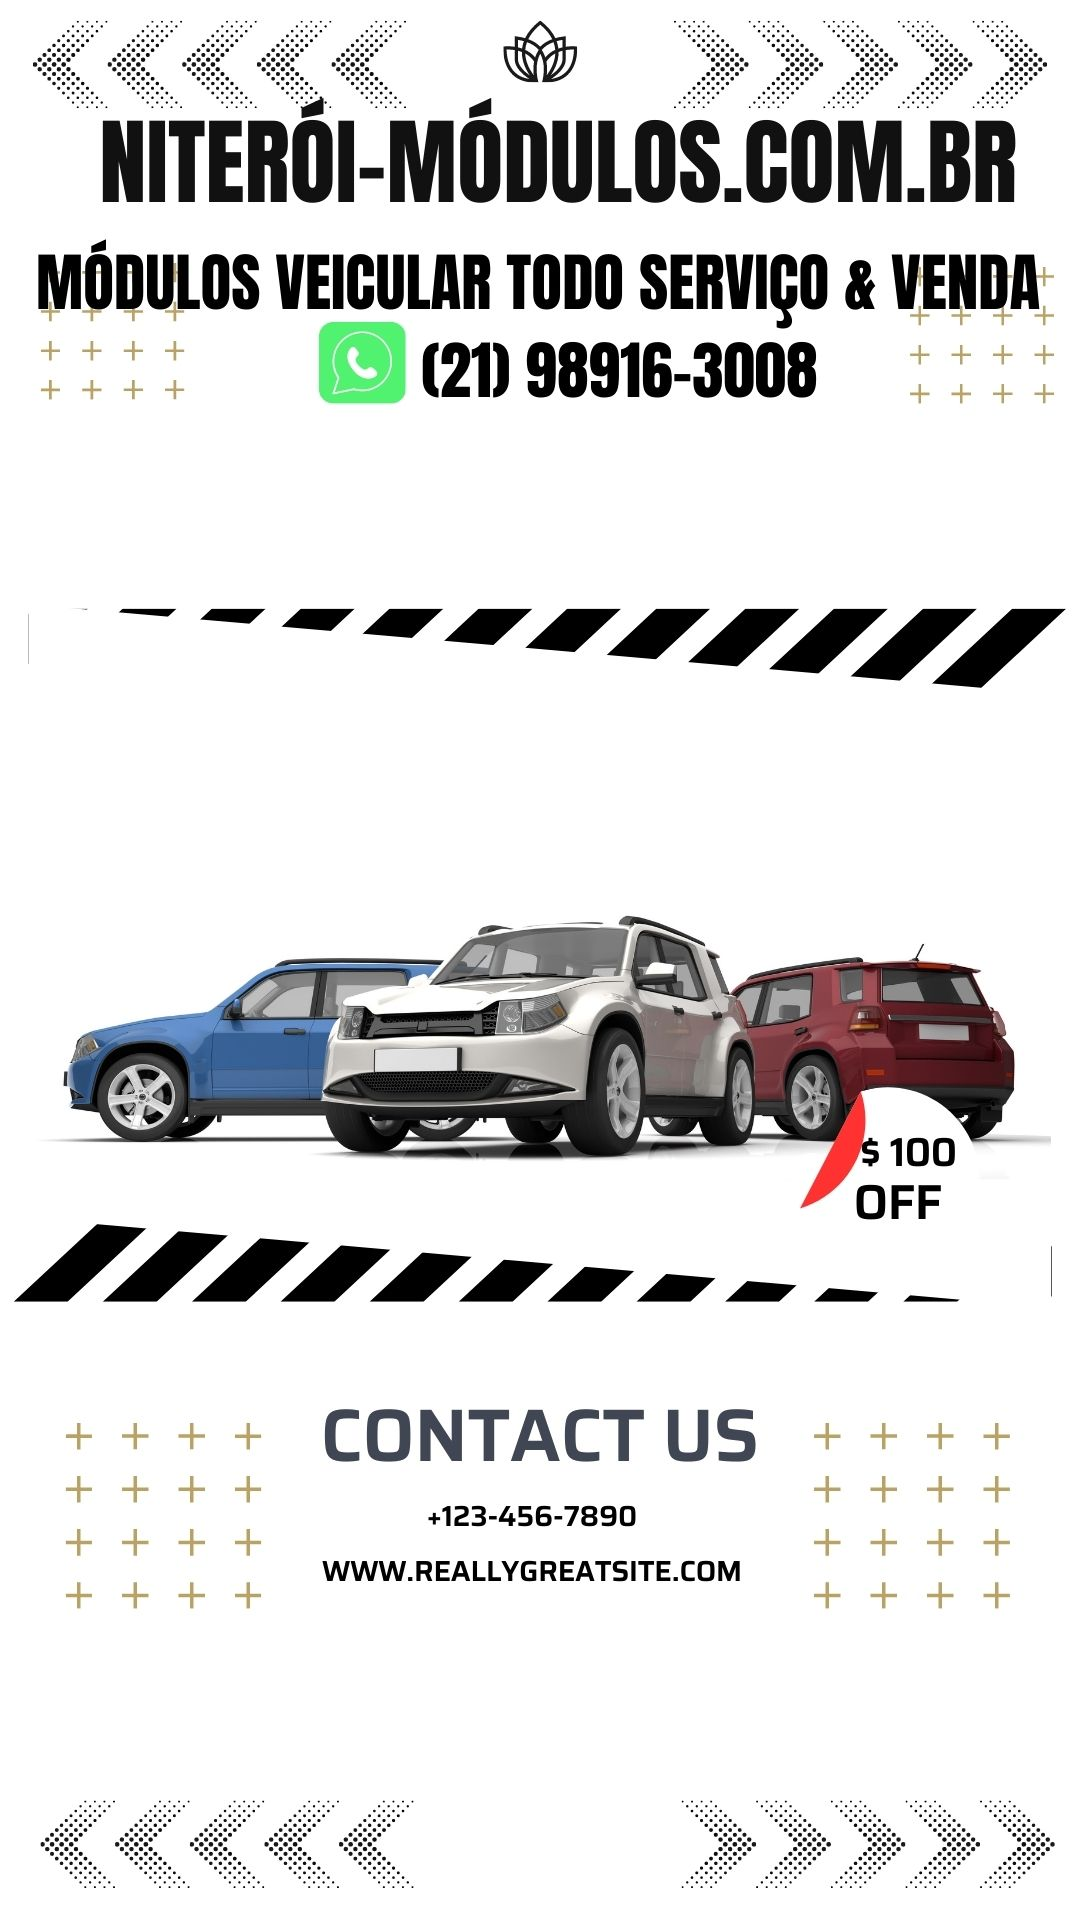 NITERÓI-MÓDULOS.COM.BR
MÓDULOS VEICULAR TODO SERVIÇO & VENDA
(21) 98916-3008
$ 100
OFF
CONTACT US
+123-456-7890
WWW.REALLYGREATSITE.COM